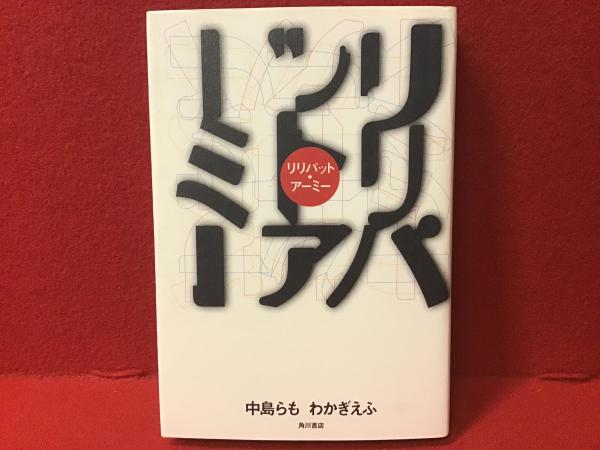 リリパ
ットア
ーミー
リリパット・
アーミー
中島らも わかぎえふ
角川書店